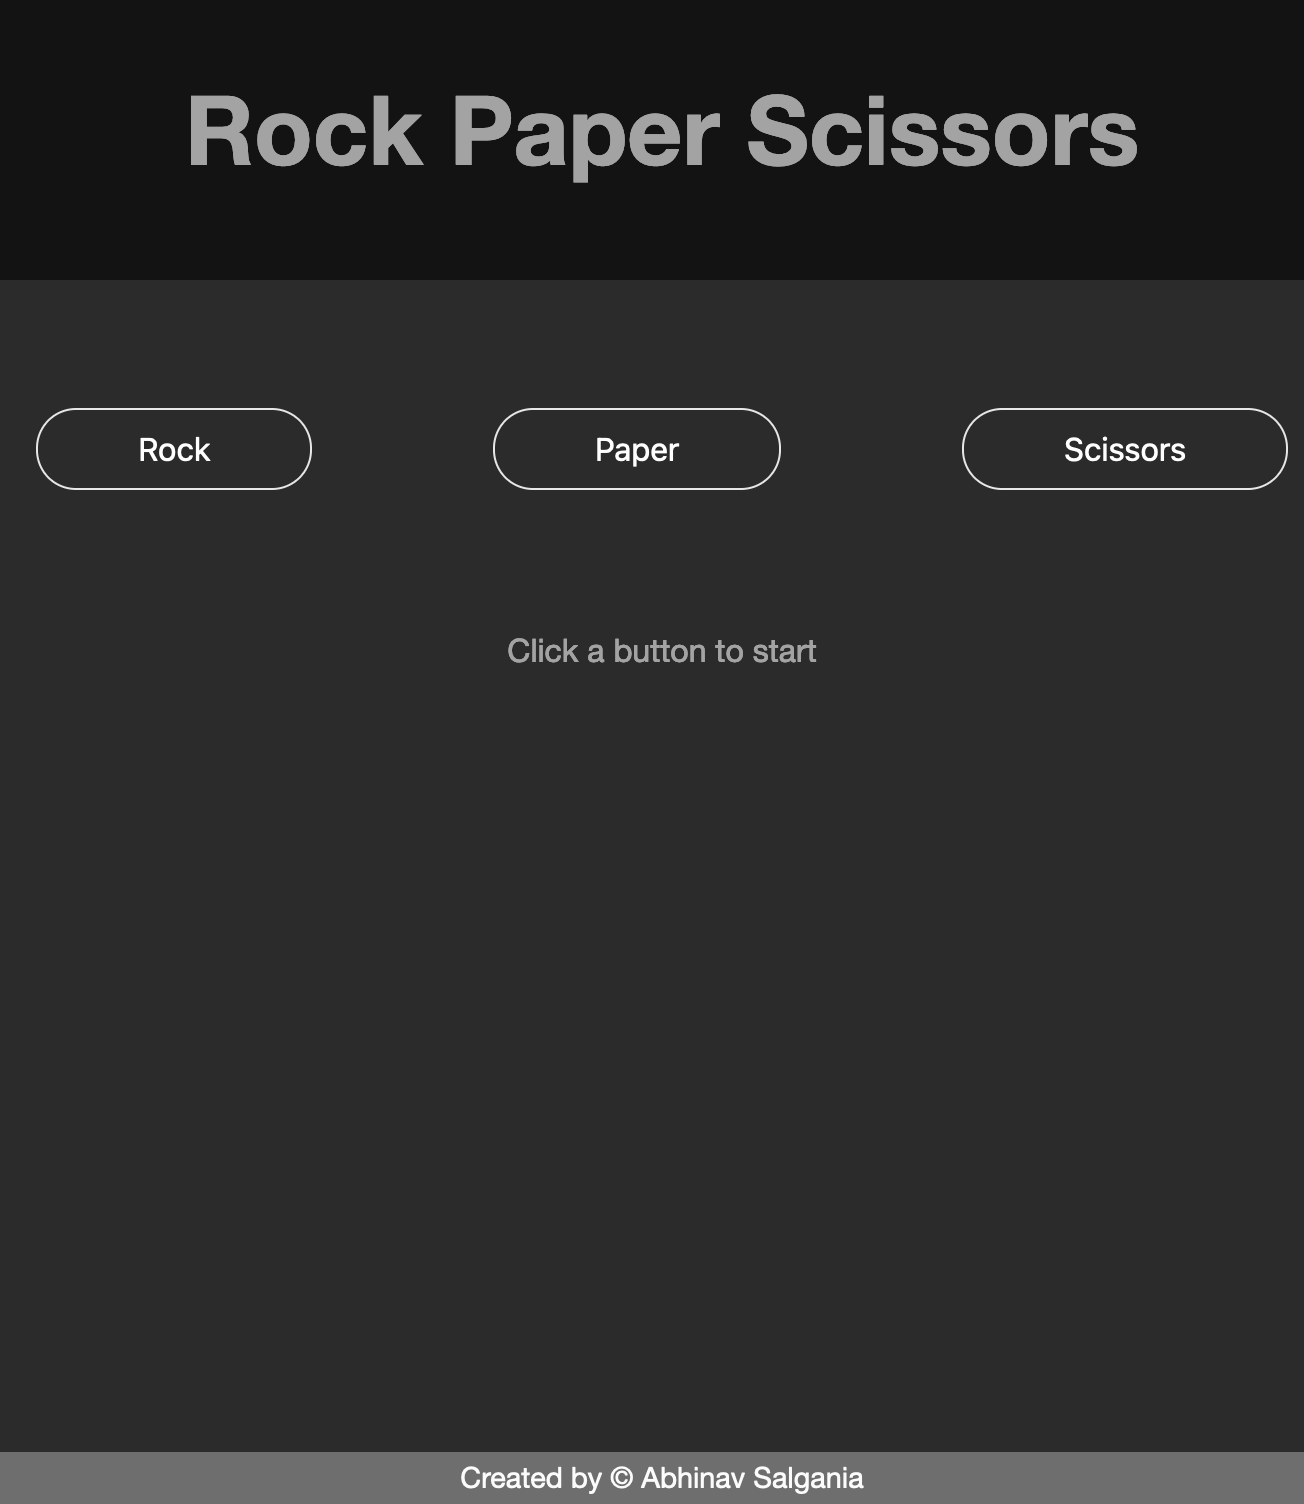 Rock Paper Scissors
Rock
Paper
Scissors
Click a button to start
Created by © Abhinav Salgania